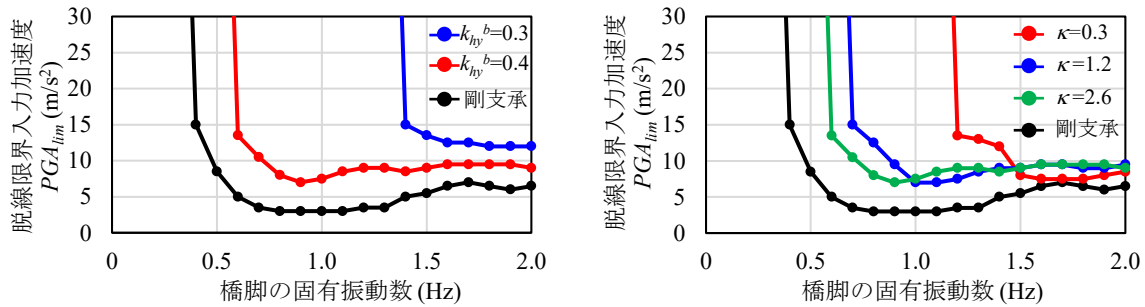 脱線限界入力加速度
PGAlim (m/s²)
30
25
20
15
10
5
0
khyᵇ=0.3
khyᵇ=0.4
剛支承
0 0.5 1.0 1.5 2.0
橋脚の固有振動数 (Hz)
脱線限界入力加速度
PGAlim (m/s²)
30
25
20
15
10
5
0
κ=0.3
κ=1.2
κ=2.6
剛支承
0 0.5 1.0 1.5 2.0
橋脚の固有振動数 (Hz)